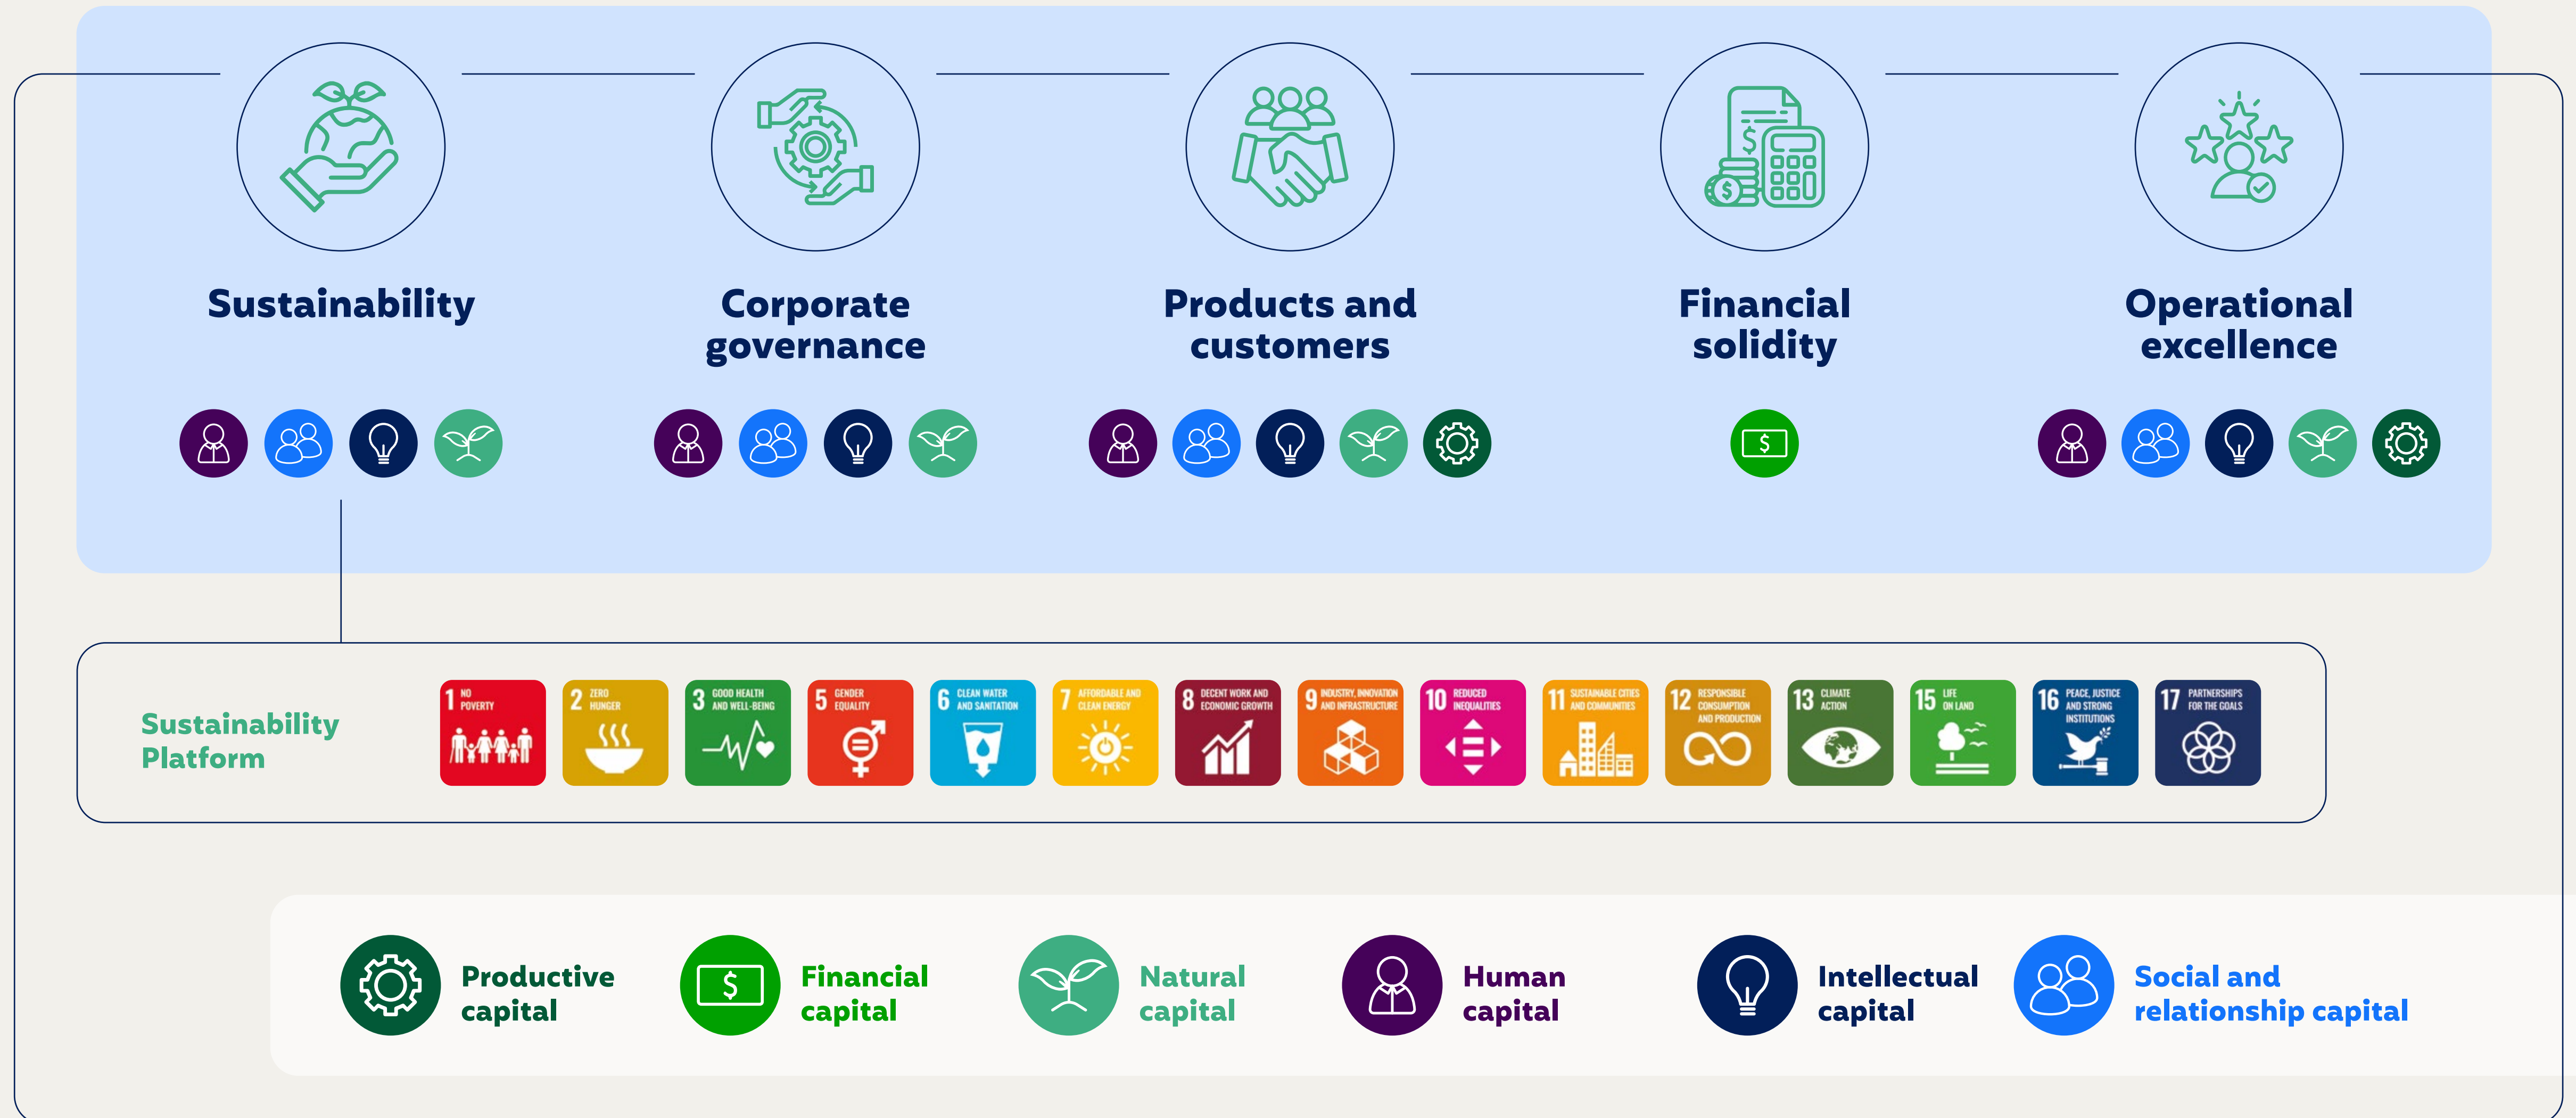 Sustainability
Corporate
governance
Products and
customers
Financial
solidity
Operational
excellence
$
$
$
Sustainability
Platform
1 NO
POVERTY
2 ZERO
HUNGER
3 GOOD HEALTH
AND WELL-BEING
5 GENDER
EQUALITY
6 CLEAN WATER
AND SANITATION
7 AFFORDABLE AND
CLEAN ENERGY
8 DECENT WORK AND
ECONOMIC GROWTH
9 INDUSTRY, INNOVATION
AND INFRASTRUCTURE
10 REDUCED
INEQUALITIES
11 SUSTAINABLE CITIES
AND COMMUNITIES
12 RESPONSIBLE
CONSUMPTION
AND PRODUCTION
13 CLIMATE
ACTION
15 LIFE
ON LAND
16 PEACE, JUSTICE
AND STRONG
INSTITUTIONS
17 PARTNERSHIPS
FOR THE GOALS
Productive
capital
$
Financial
capital
Natural
capital
Human
capital
Intellectual
capital
Social and
relationship capital